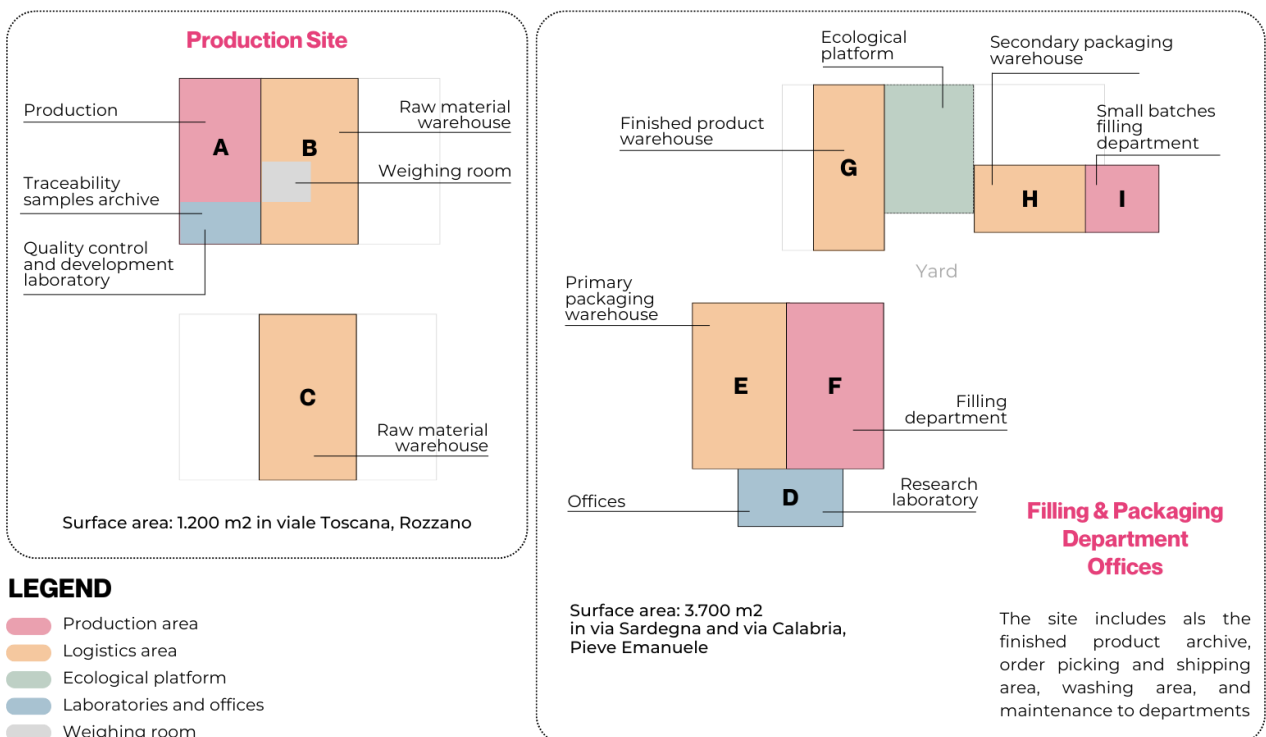 Production Site
Production
A
B
Raw material
warehouse
Weighing room
Traceability
samples archive
Quality control
and development
laboratory
C
Raw material
warehouse
Surface area: 1.200 m2 in viale Toscana, Rozzano
LEGEND
Production area
Logistics area
Ecological platform
Laboratories and offices
Weighing room
Ecological
platform
Secondary packaging
warehouse
Small batches
filling
department
Finished product
warehouse
G
H
I
Yard
Primary
packaging
warehouse
E
F
Filling
department
Offices
D
Research
laboratory
Filling & Packaging
Department
Offices
Surface area: 3.700 m2
in via Sardegna and via Calabria,
Pieve Emanuele
The site includes als the
finished product archive,
order picking and shipping
area, washing area, and
maintenance to departments